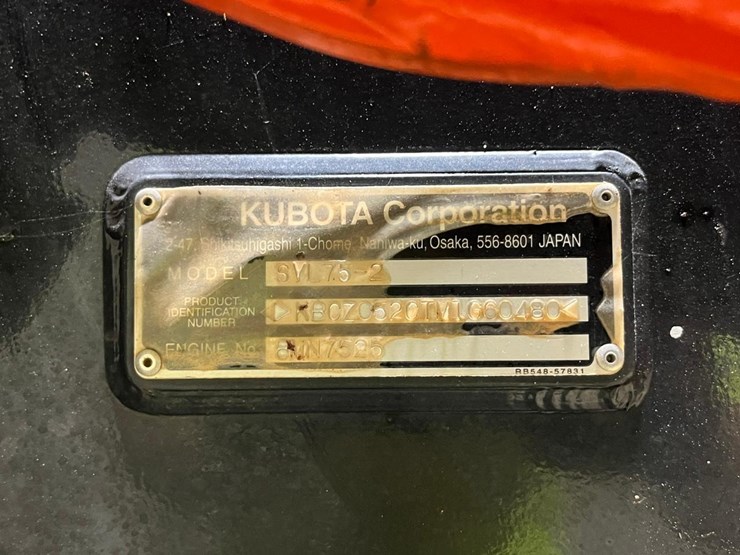 KUBOTA Corporation
2-47, Shikitsuhigashi 1-Chome, Naniwa-ku, Osaka, 556-8601 JAPAN
MODEL SVL75-2
PRODUCT
IDENTIFICATION
NUMBER
ENGINE No.
RB548-57831